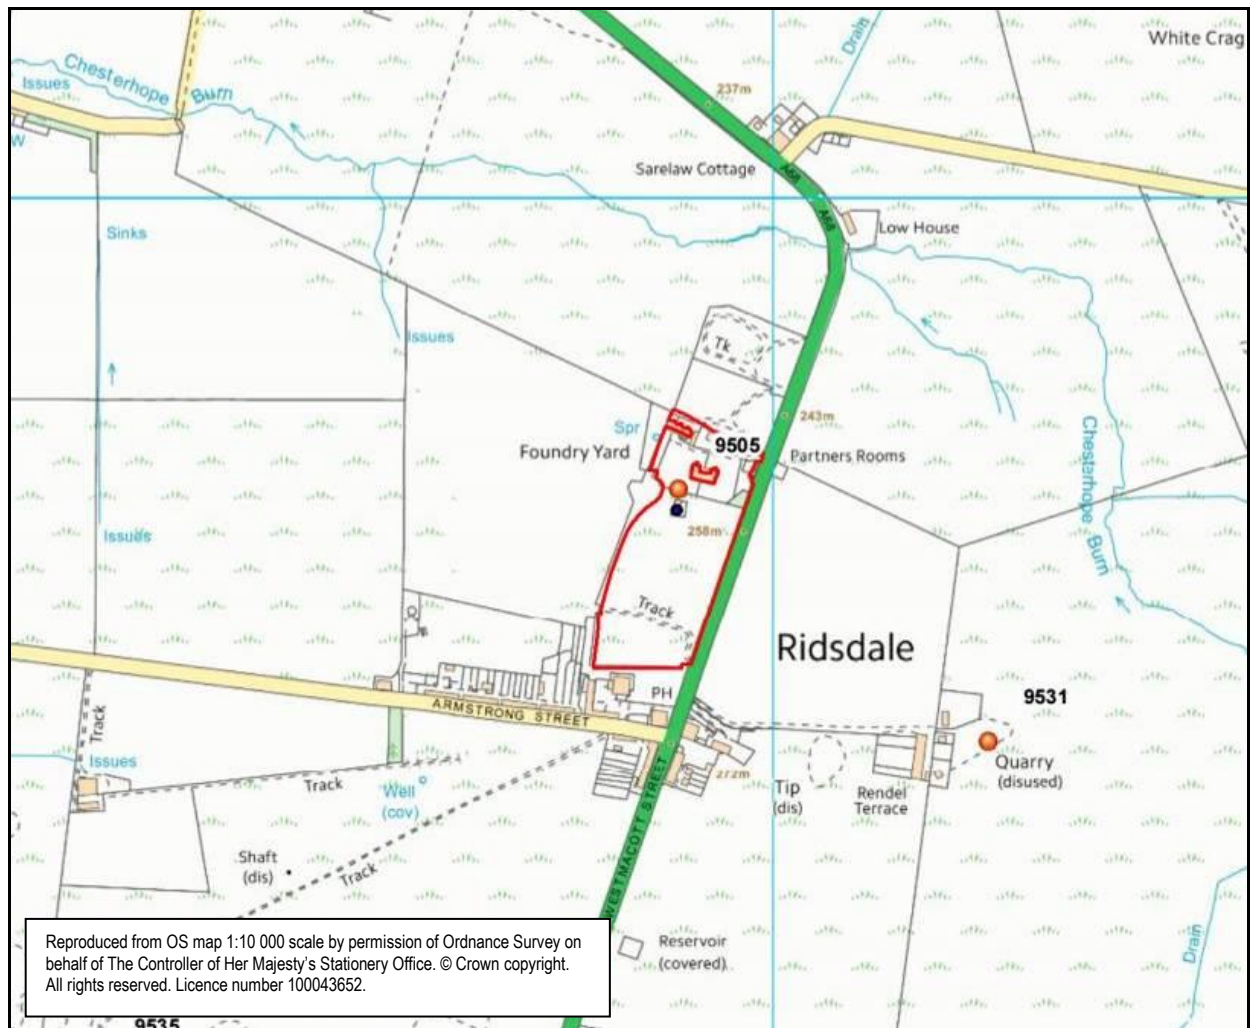 White Crag
Drain
Chesterhope
Burn
Issues
237m
W
Sarelaw Cottage
A68
A68
Low House
Sinks
Issues
Tk
243m
Spr
9505
Foundry Yard
Partners Rooms
Chesterhope
Burn
258m
Issues
Track
Ridsdale
PH
9531
ARMSTRONG STREET
Track
Quarry
(disused)
Issues
272m
Track
Well
(cov)
Tip
(dis)
Rendel
Terrace
WESTMACOTT STREET
Shaft
(dis)
Track
Reservoir
(covered)
Drain
Reproduced from OS map 1:10 000 scale by permission of Ordnance Survey on
behalf of The Controller of Her Majesty's Stationery Office. © Crown copyright.
All rights reserved. Licence number 100043652.
9535